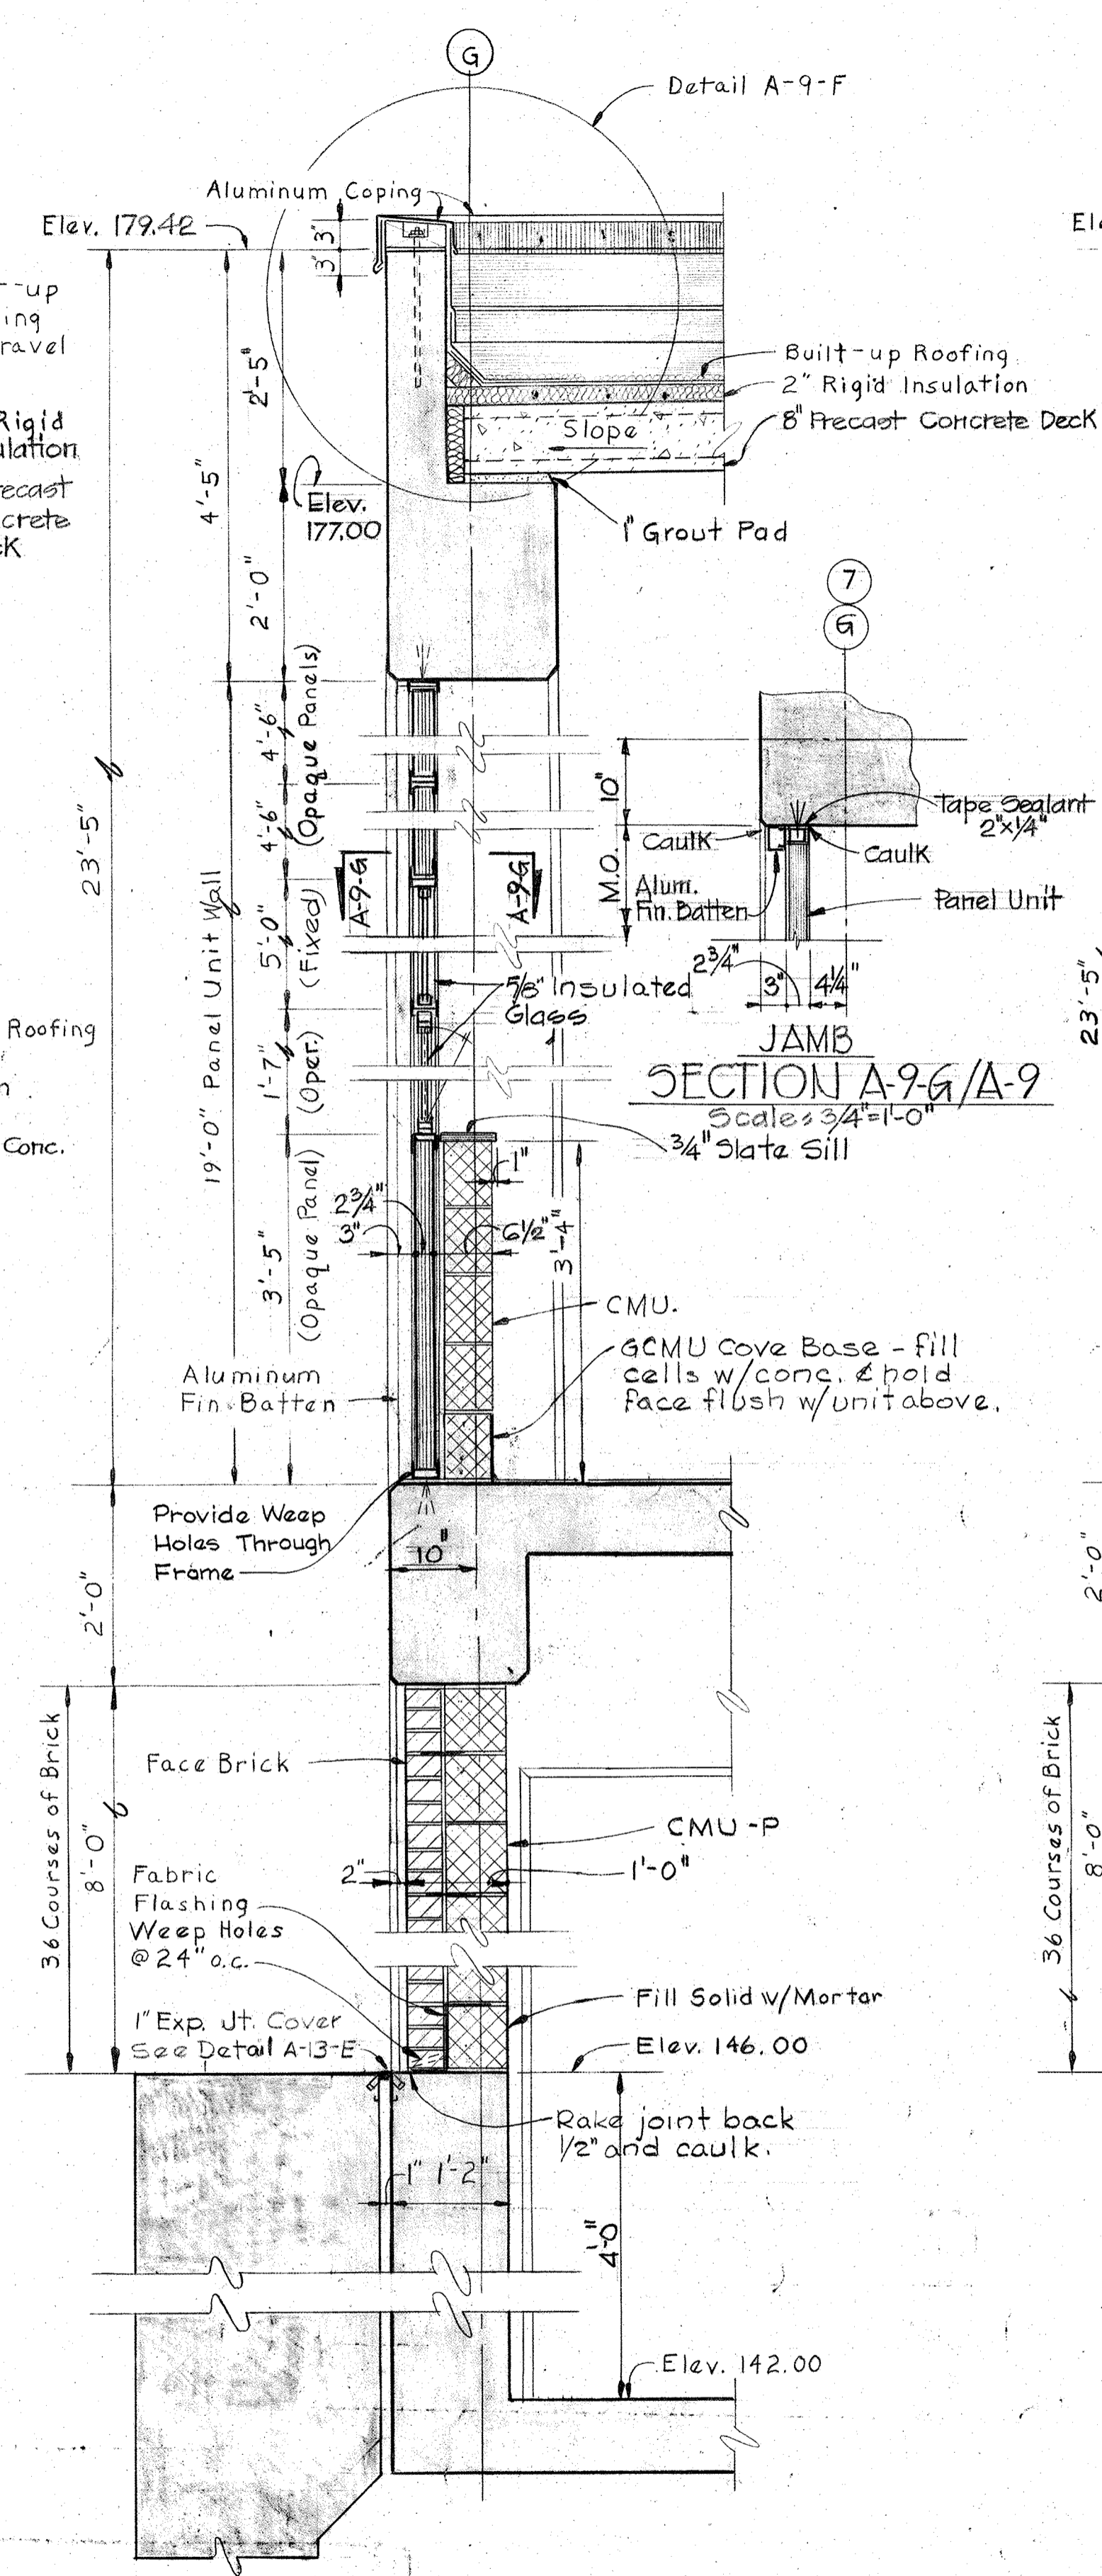 G
Detail A-9-F
Aluminum Coping
Elev. 179.42
3"
3"
-up
ing
ravel
Rigid
ulation
recast
crete
CK
Built-up Roofing
2" Rigid Insulation
8" Precast Concrete Deck
Slope
2'-5"
4'-5"
Elev.
177.00
1" Grout Pad
2'-0"
23'-5"
7
G
4'-6"
4'-6"
(Opaque Panels)
10"
M.O.
Tape Sealant
2"x1/4"
Caulk
Caulk
Alum.
Fin. Batten
Panel Unit
2 3/4"
3"
4 1/4"
JAMB
SECTION A-9-G/A-9
Scale: 3/4"=1'-0"
A-9-G
A-9-G
19'-0" Panel Unit Wall
5'-0"
(Fixed)
5/8" Insulated
Glass
1'-7"
(Oper.)
3/4" Slate Sill
1"
Roofing
Conc.
3'-5"
(Opaque Panel)
2 3/4"
3"
6 1/2"
3'-4"
CMU.
GCMU Cove Base - fill
cells w/conc. & hold
face flush w/unit above.
Aluminum
Fin Batten
Provide Weep
Holes Through
Frame
10"
2'-0"
36 Courses of Brick
8'-0"
Face Brick
CMU-P
2"
1'-0"
Fabric
Flashing
Weep Holes
@ 24" o.c.
Fill Solid w/Mortar
1" Exp. Jt. Cover
See Detail A-13-E
Elev. 146.00
Rake joint back
1/2" and caulk.
1"
1'-2"
4'-0"
Elev. 142.00
23'-5"
2'-0"
36 Courses of Brick
8'-0"